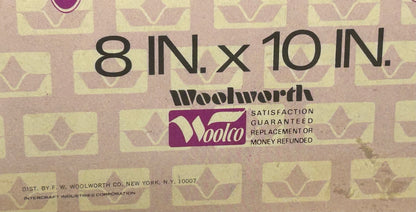 8 IN. x 10 IN.
Woolworth
Woolco
SATISFACTION
GUARANTEED
REPLACEMENT OR
MONEY REFUNDED
DIST. BY F. W. WOOLWORTH CO., NEW YORK, N.Y. 10007
INTERCRAFT INDUSTRIES CORPORATION